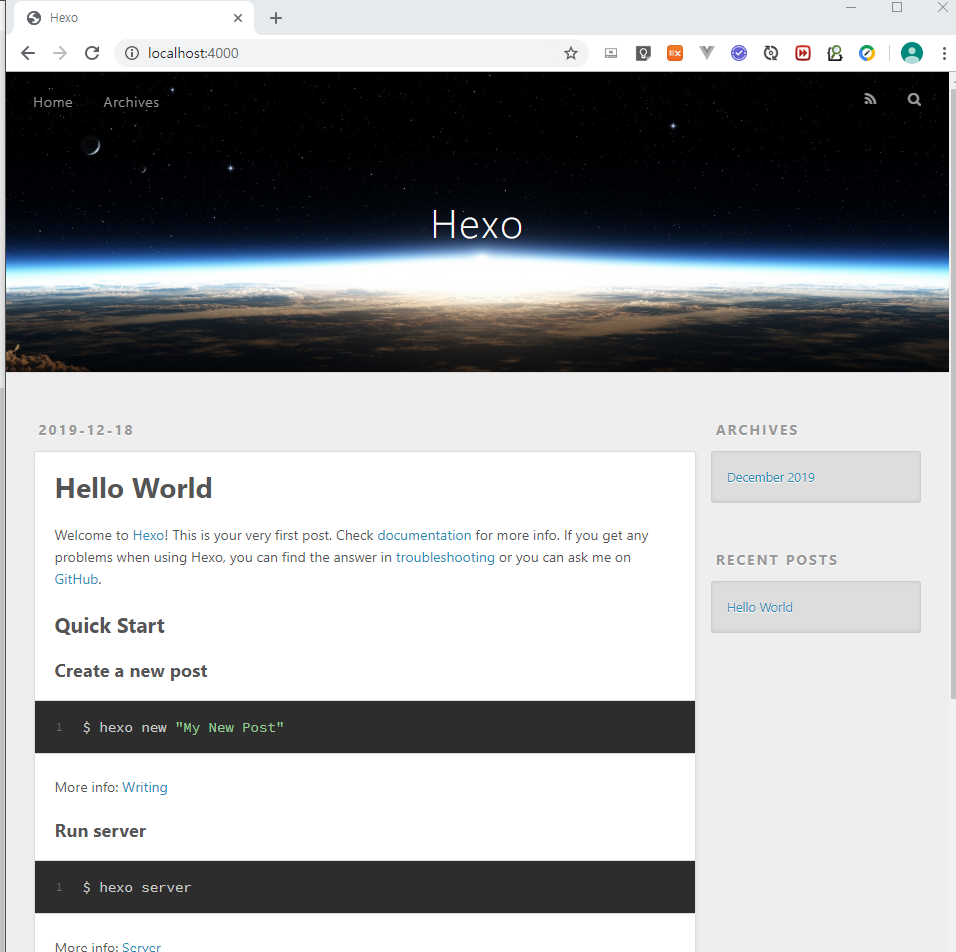 Hexo
localhost:4000
EX
Home Archives
Hexo
2019-12-18
Hello World
Welcome to Hexo! This is your very first post. Check documentation for more info. If you get any
problems when using Hexo, you can find the answer in troubleshooting or you can ask me on
GitHub.
Quick Start
Create a new post
1 $ hexo new "My New Post"
More info: Writing
Run server
1 $ hexo server
More info: Server
ARCHIVES
December 2019
RECENT POSTS
Hello World